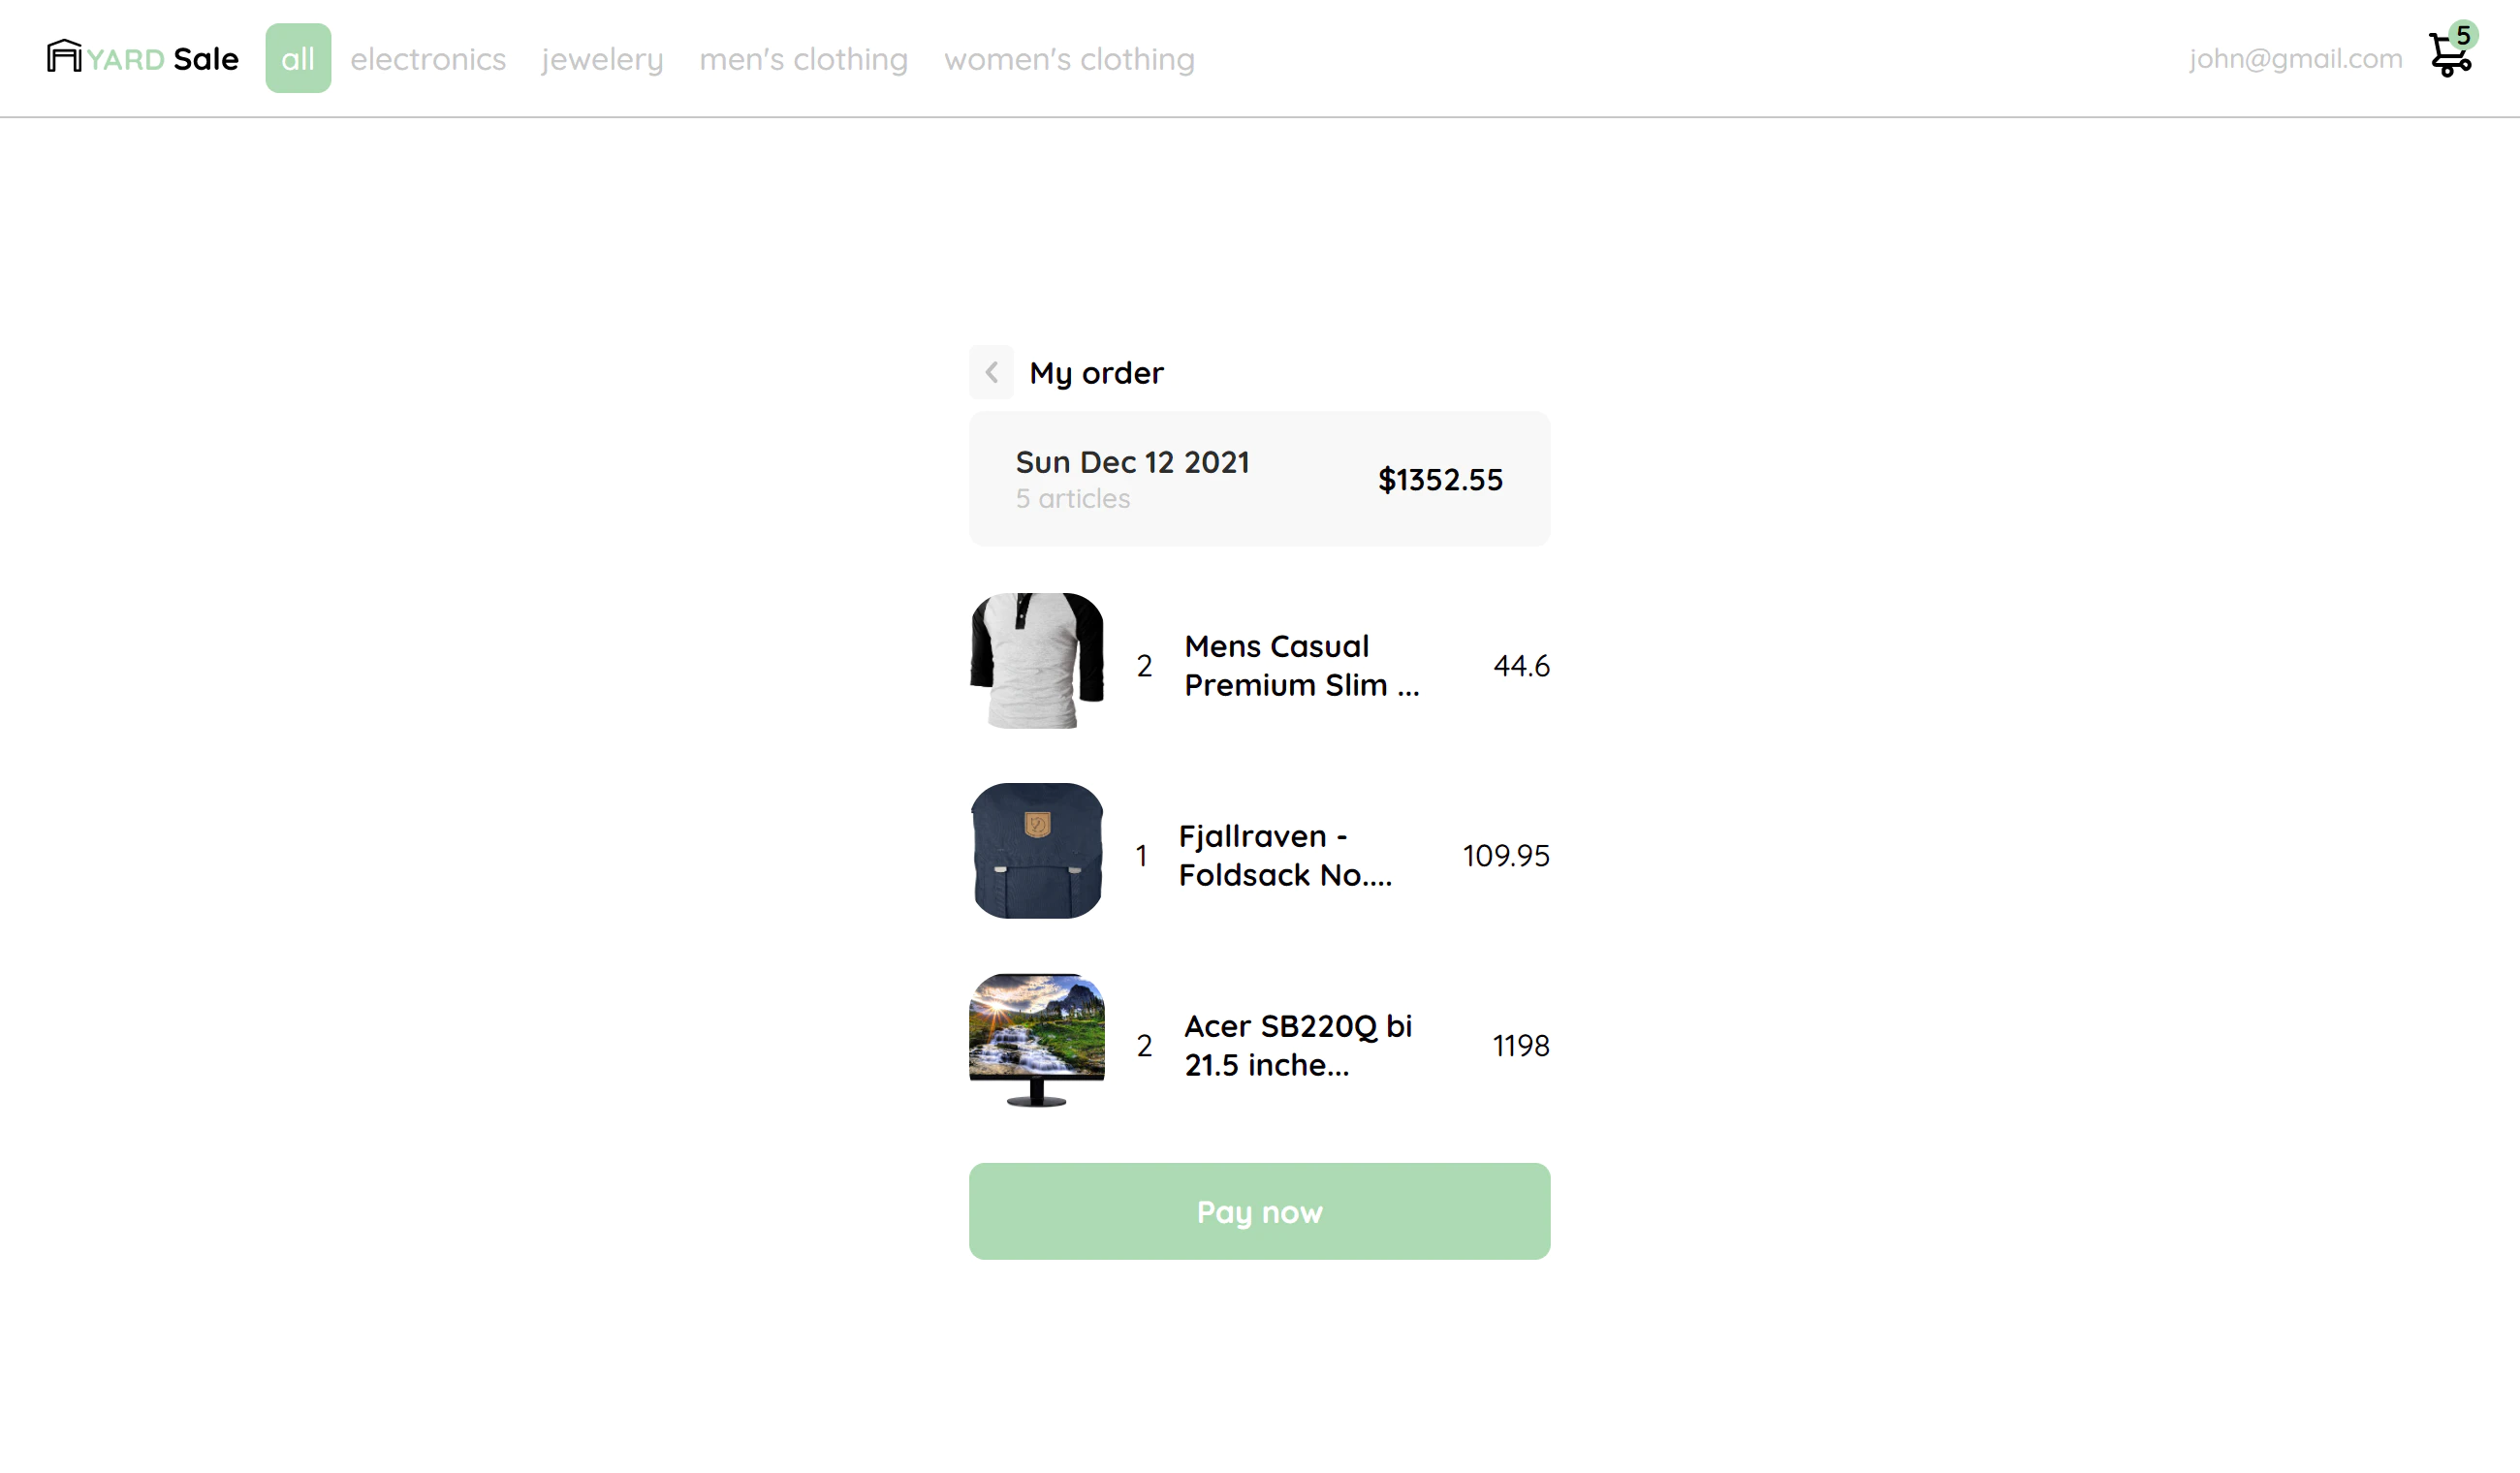 YARD Sale all electronics jewelery men's clothing women's clothing john@gmail.com 5
My order
Sun Dec 12 2021
5 articles
$1352.55
2
Mens Casual
Premium Slim ...
44.6
1
Fjallraven -
Foldsack No....
109.95
2
Acer SB220Q bi
21.5 inche...
1198
Pay now